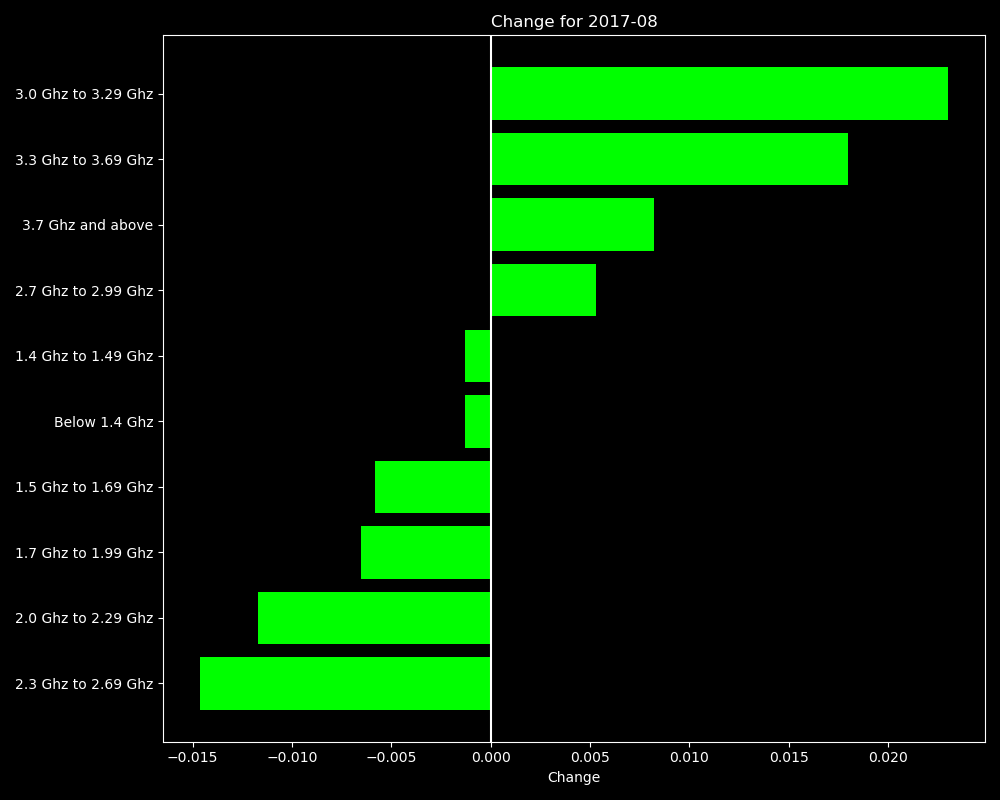 Change for 2017-08
3.0 Ghz to 3.29 Ghz
3.3 Ghz to 3.69 Ghz
3.7 Ghz and above
2.7 Ghz to 2.99 Ghz
1.4 Ghz to 1.49 Ghz
Below 1.4 Ghz
1.5 Ghz to 1.69 Ghz
1.7 Ghz to 1.99 Ghz
2.0 Ghz to 2.29 Ghz
2.3 Ghz to 2.69 Ghz
−0.015 −0.010 −0.005 0.000 0.005 0.010 0.015 0.020
Change